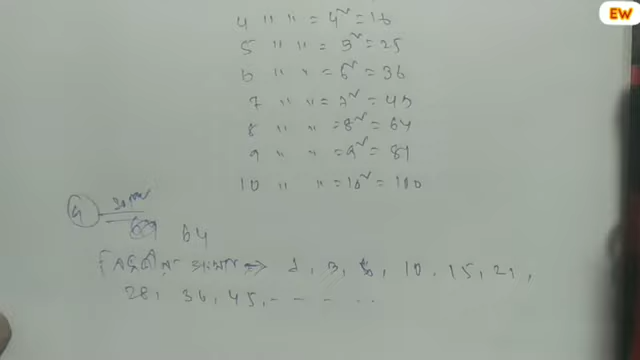 EW
4 " " = 4² = 16
5 " " = 5² = 25
6 " " = 6² = 36
7 " " = 7² = 49
8 " " = 8² = 64
9 " " = 9² = 81
10 " " = 10² = 100
64
1, 3, 6, 10, 15, 21,
28, 36, 45, - - - ..